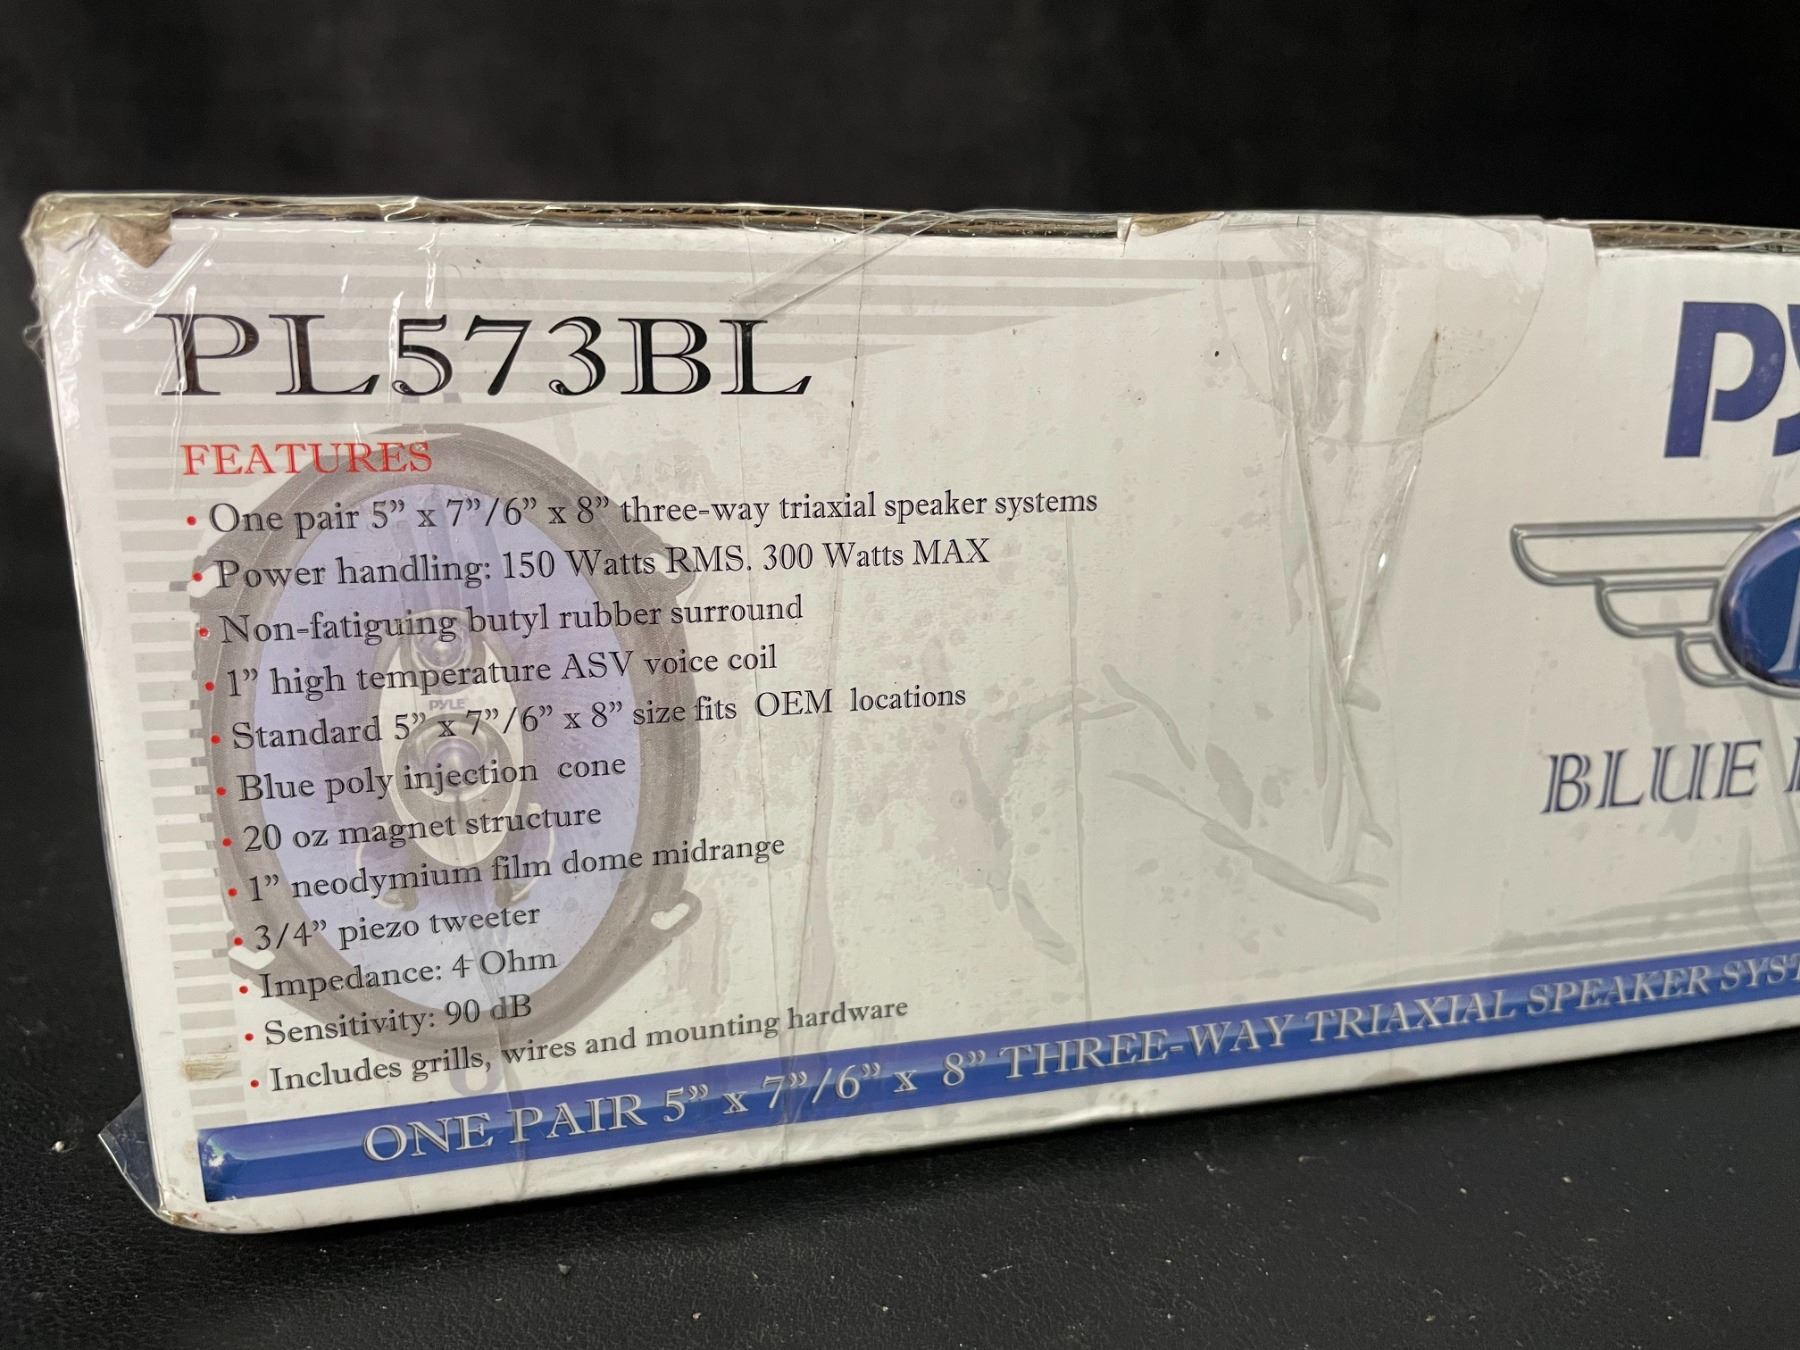 PL573BL
FEATURES
• One pair 5” x 7”/6” x 8” three-way triaxial speaker systems
• Power handling: 150 Watts RMS. 300 Watts MAX
• Non-fatiguing butyl rubber surround
• 1” high temperature ASV voice coil
• Standard 5” x 7”/6” x 8” size fits OEM locations
• Blue poly injection cone
• 20 oz magnet structure
• 1” neodymium film dome midrange
• 3/4” piezo tweeter
• Impedance: 4 Ohm
• Sensitivity: 90 dB
• Includes grills, wires and mounting hardware
PYLE
BLUE
ONE PAIR 5” x 7”/6” x 8” THREE-WAY TRIAXIAL SPEAKER SYST